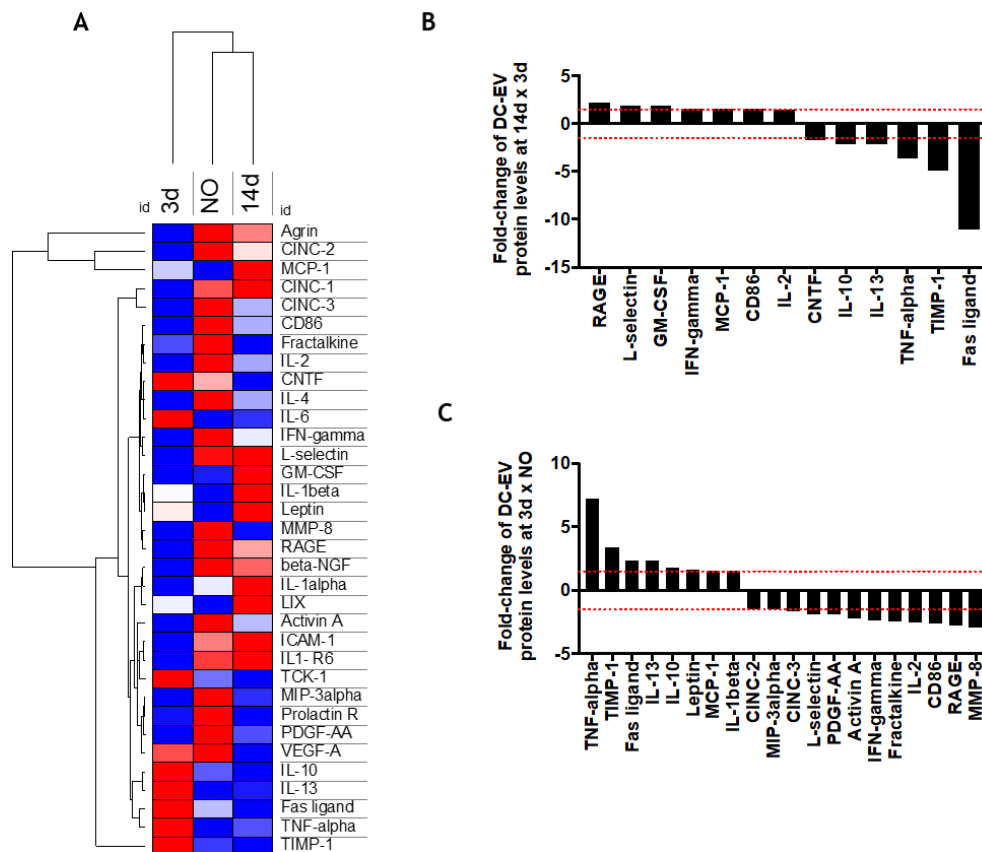 A
id
3d
NO
14d
id
Agrin
CINC-2
MCP-1
CINC-1
CINC-3
CD86
Fractalkine
IL-2
CNTF
IL-4
IL-6
IFN-gamma
L-selectin
GM-CSF
IL-1beta
Leptin
MMP-8
RAGE
beta-NGF
IL-1alpha
LIX
Activin A
ICAM-1
IL1- R6
TCK-1
MIP-3alpha
Prolactin R
PDGF-AA
VEGF-A
IL-10
IL-13
Fas ligand
TNF-alpha
TIMP-1
B
Fold-change of DC-EV
protein levels at 14d x 3d
5
0
-5
-10
-15
RAGE
L-selectin
GM-CSF
IFN-gamma
MCP-1
CD86
IL-2
CNTF
IL-10
IL-13
TNF-alpha
TIMP-1
Fas ligand
C
Fold-change of DC-EV
protein levels at 3d x NO
10
5
0
-5
TNF-alpha
TIMP-1
Fas ligand
IL-13
IL-10
Leptin
MCP-1
IL-1beta
CINC-2
MIP-3alpha
CINC-3
L-selectin
PDGF-AA
Activin A
IFN-gamma
Fractalkine
IL-2
CD86
RAGE
MMP-8